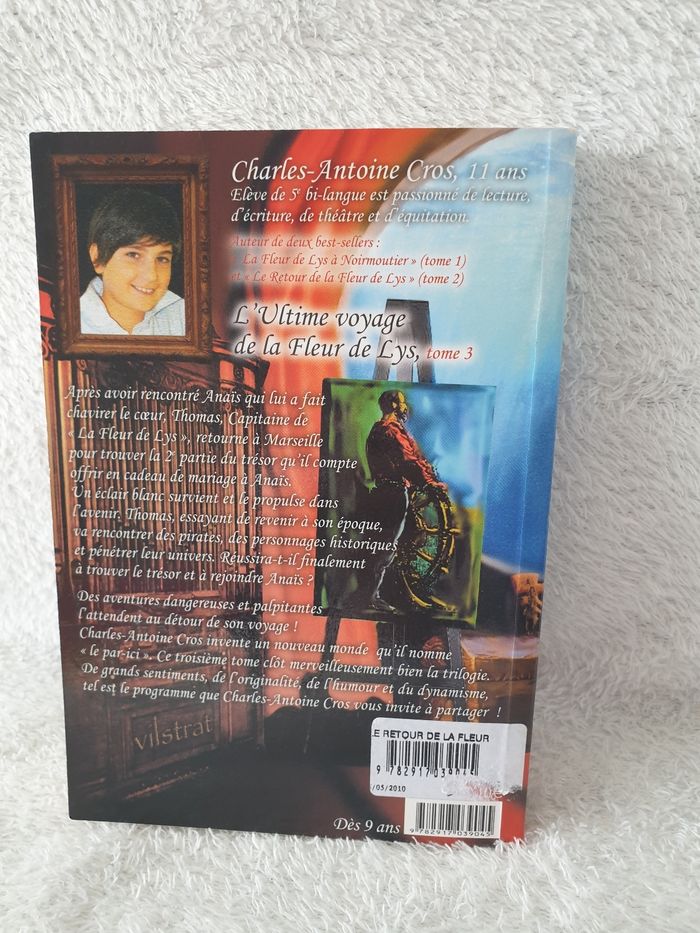 Charles-Antoine Cros, 11 ans
Elève de 5e bi-langue est passionné de lecture,
d'écriture, de théâtre et d'équitation.
Auteur de deux best-sellers :
La Fleur de Lys à Noirmoutier » (tome 1)
et « Le Retour de la Fleur de Lys » (tome 2)
L'Ultime voyage
de la Fleur de Lys, tome 3
Après avoir rencontré Anaïs qui lui a fait
chavirer le cœur, Thomas, Capitaine de
« La Fleur de Lys », retourne à Marseille
pour trouver la 2e partie du trésor qu'il compte
offrir en cadeau de mariage à Anaïs.
Un éclair blanc survient et le propulse dans
l'avenir. Thomas, essayant de revenir à son époque,
va rencontrer des pirates, des personnages historiques
et pénétrer leur univers. Réussira-t-il finalement
à trouver le trésor et à rejoindre Anaïs ?
Des aventures dangereuses et palpitantes
l'attendent au détour de son voyage !
Charles-Antoine Cros invente un nouveau monde qu'il nomme
« le par-ici ». Ce troisième tome clôt merveilleusement bien la trilogie.
De grands sentiments, de l'originalité, de l'humour et du dynamisme,
tel est le programme que Charles-Antoine Cros vous invite à partager !
vilstrat
LE RETOUR DE LA FLEUR
9 782917 039
/05/2010
Dès 9 ans
9 782917 039045